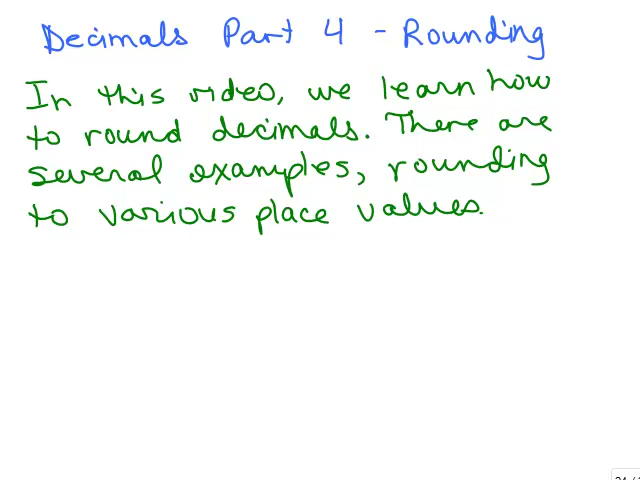 Decimals Part 4 - Rounding
In this video, we learn how
to round decimals. There are
several examples, rounding
to various place values.